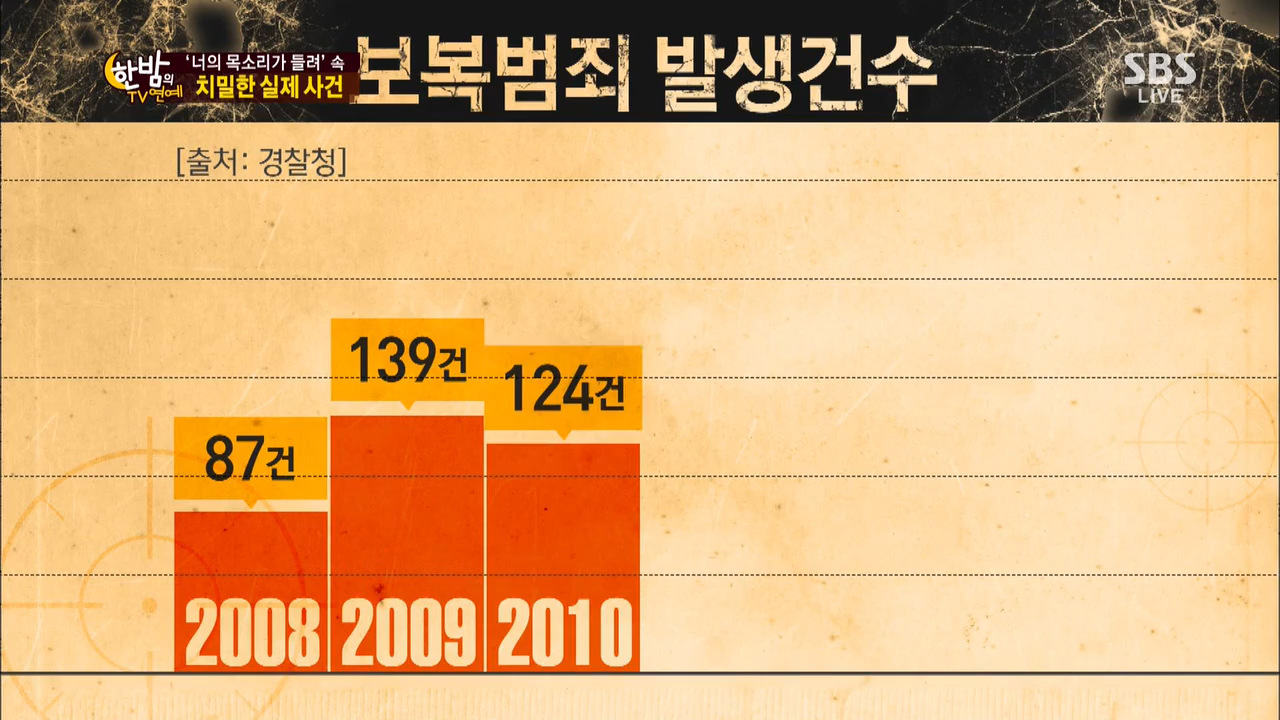 한밤의
TV연예
'너의 목소리가 들려' 속
치밀한 실제 사건
보복범죄 발생건수
SBS
LIVE
[출처: 경찰청]
87건
139건
124건
2008
2009
2010